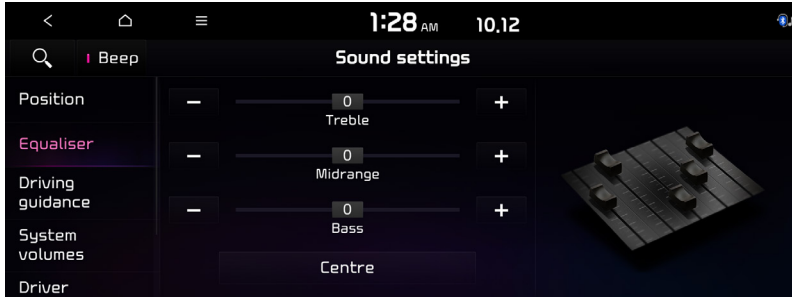 1:28 AM 10.12
Beep
Sound settings
Position
Equaliser
Driving
guidance
System
volumes
Driver
0
Treble
0
Midrange
0
Bass
Centre